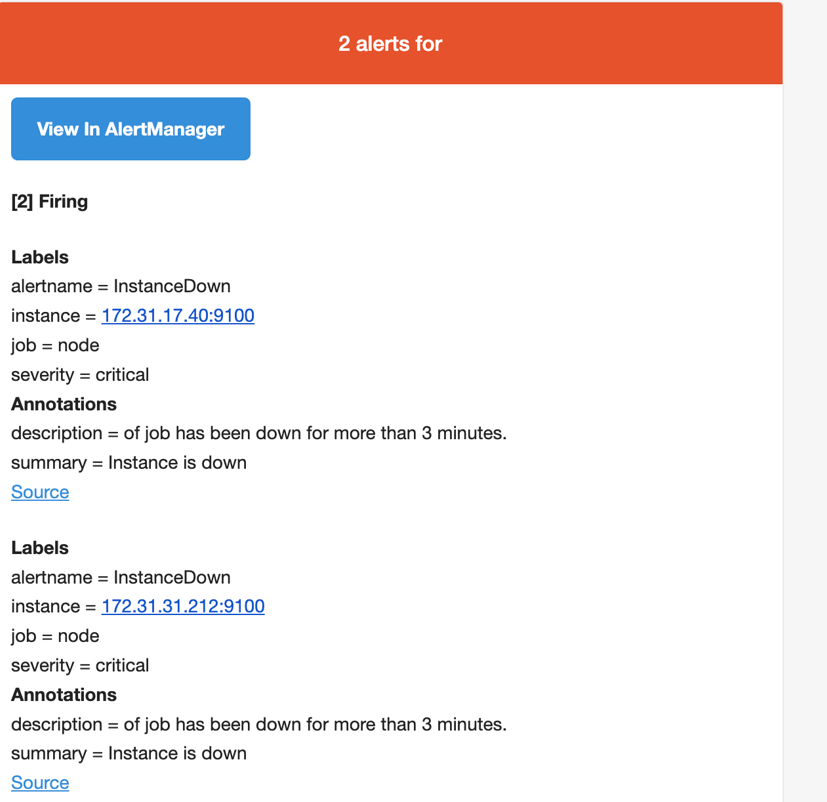 2 alerts for
View In AlertManager
[2] Firing
Labels
alertname = InstanceDown
instance = 172.31.17.40:9100
job = node
severity = critical
Annotations
description = of job has been down for more than 3 minutes.
summary = Instance is down
Source
Labels
alertname = InstanceDown
instance = 172.31.31.212:9100
job = node
severity = critical
Annotations
description = of job has been down for more than 3 minutes.
summary = Instance is down
Source